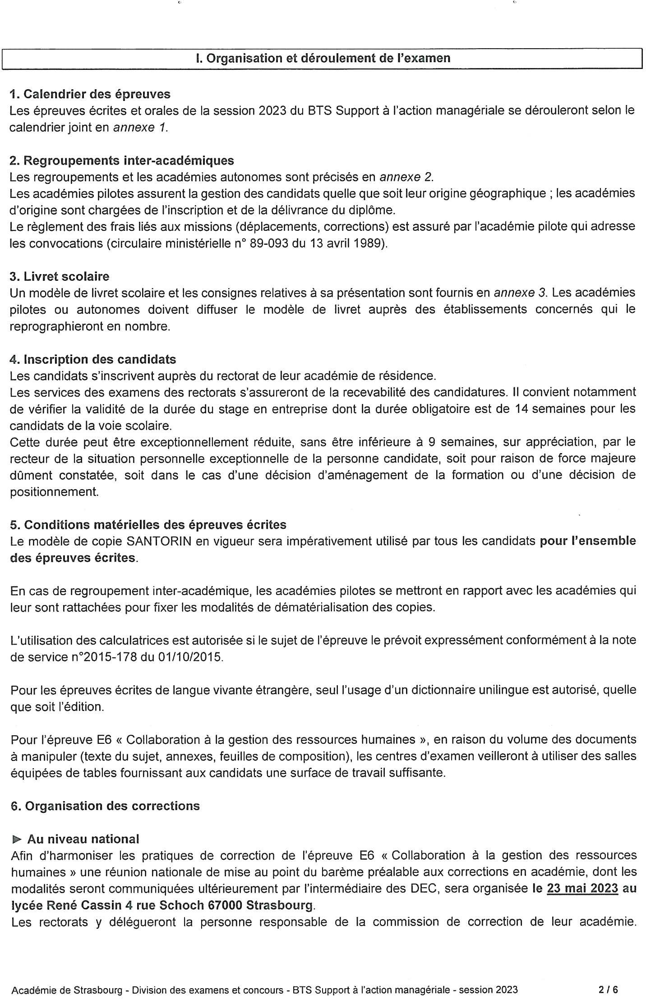 I. Organisation et déroulement de l'examen
1. Calendrier des épreuves
Les épreuves écrites et orales de la session 2023 du BTS Support à l'action managériale se dérouleront selon le
calendrier joint en annexe 1.
2. Regroupements inter-académiques
Les regroupements et les académies autonomes sont précisés en annexe 2.
Les académies pilotes assurent la gestion des candidats quelle que soit leur origine géographique ; les académies
d'origine sont chargées de l'inscription et de la délivrance du diplôme.
Le règlement des frais liés aux missions (déplacements, corrections) est assuré par l'académie pilote qui adresse
les convocations (circulaire ministérielle n° 89-093 du 13 avril 1989).
3. Livret scolaire
Un modèle de livret scolaire et les consignes relatives à sa présentation sont fournis en annexe 3. Les académies
pilotes ou autonomes doivent diffuser le modèle de livret auprès des établissements concernés qui le
reprographieront en nombre.
4. Inscription des candidats
Les candidats s'inscrivent auprès du rectorat de leur académie de résidence.
Les services des examens des rectorats s'assureront de la recevabilité des candidatures. Il convient notamment
de vérifier la validité de la durée du stage en entreprise dont la durée obligatoire est de 14 semaines pour les
candidats de la voie scolaire.
Cette durée peut être exceptionnellement réduite, sans être inférieure à 9 semaines, sur appréciation, par le
recteur de la situation personnelle exceptionnelle de la personne candidate, soit pour raison de force majeure
dûment constatée, soit dans le cas d'une décision d'aménagement de la formation ou d'une décision de
positionnement.
5. Conditions matérielles des épreuves écrites
Le modèle de copie SANTORIN en vigueur sera impérativement utilisé par tous les candidats pour l'ensemble
des épreuves écrites.
En cas de regroupement inter-académique, les académies pilotes se mettront en rapport avec les académies qui
leur sont rattachées pour fixer les modalités de dématérialisation des copies.
L'utilisation des calculatrices est autorisée si le sujet de l'épreuve le prévoit expressément conformément à la note
de service n°2015-178 du 01/10/2015.
Pour les épreuves écrites de langue vivante étrangère, seul l'usage d'un dictionnaire unilingue est autorisé, quelle
que soit l'édition.
Pour l'épreuve E6 « Collaboration à la gestion des ressources humaines », en raison du volume des documents
à manipuler (texte du sujet, annexes, feuilles de composition), les centres d'examen veilleront à utiliser des salles
équipées de tables fournissant aux candidats une surface de travail suffisante.
6. Organisation des corrections
► Au niveau national
Afin d'harmoniser les pratiques de correction de l'épreuve E6 « Collaboration à la gestion des ressources
humaines » une réunion nationale de mise au point du barème préalable aux corrections en académie, dont les
modalités seront communiquées ultérieurement par l'intermédiaire des DEC, sera organisée le 23 mai 2023 au
lycée René Cassin 4 rue Schoch 67000 Strasbourg.
Les rectorats y délégueront la personne responsable de la commission de correction de leur académie.
Académie de Strasbourg - Division des examens et concours - BTS Support à l'action managériale - session 2023 2 / 6